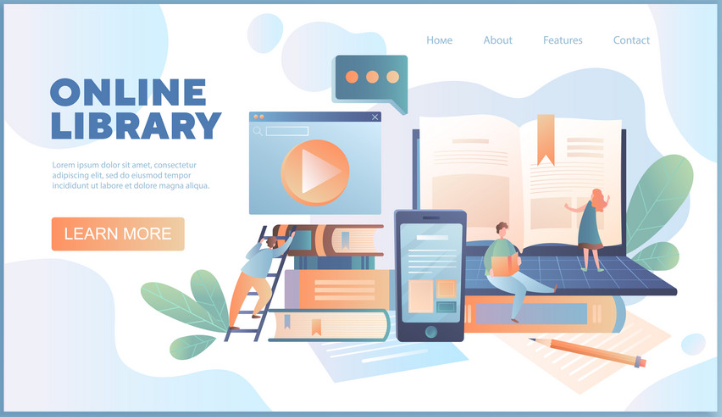 Home
About
Features
Contact
ONLINE
LIBRARY
Lorem ipsum dolor sit amet, consectetur
adipiscing elit, sed do eiusmod tempor
incididunt ut labore et dolore magna aliqua.
LEARN MORE